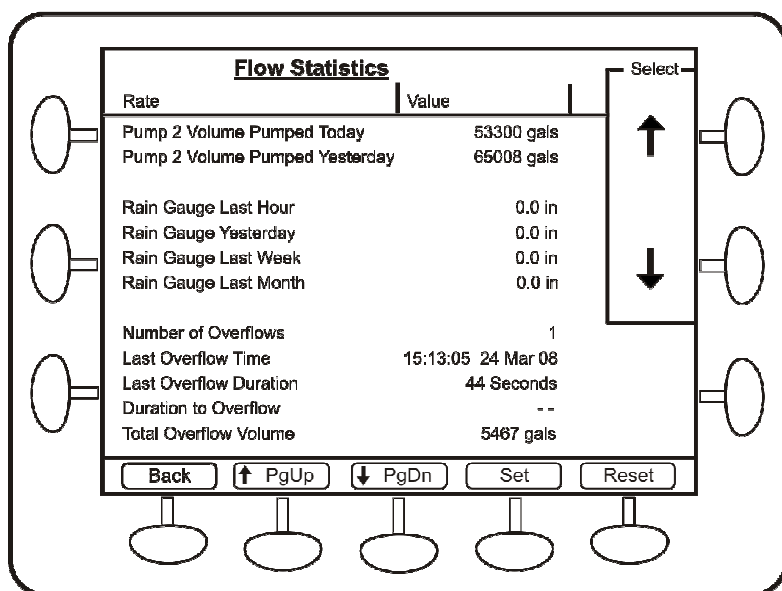 Flow Statistics
Select
Rate Value
Pump 2 Volume Pumped Today 53300 gals
Pump 2 Volume Pumped Yesterday 65008 gals
Rain Gauge Last Hour 0.0 in
Rain Gauge Yesterday 0.0 in
Rain Gauge Last Week 0.0 in
Rain Gauge Last Month 0.0 in
Number of Overflows 1
Last Overflow Time 15:13:05 24 Mar 08
Last Overflow Duration 44 Seconds
Duration to Overflow - -
Total Overflow Volume 5467 gals
Back ↑ PgUp ↓ PgDn Set Reset